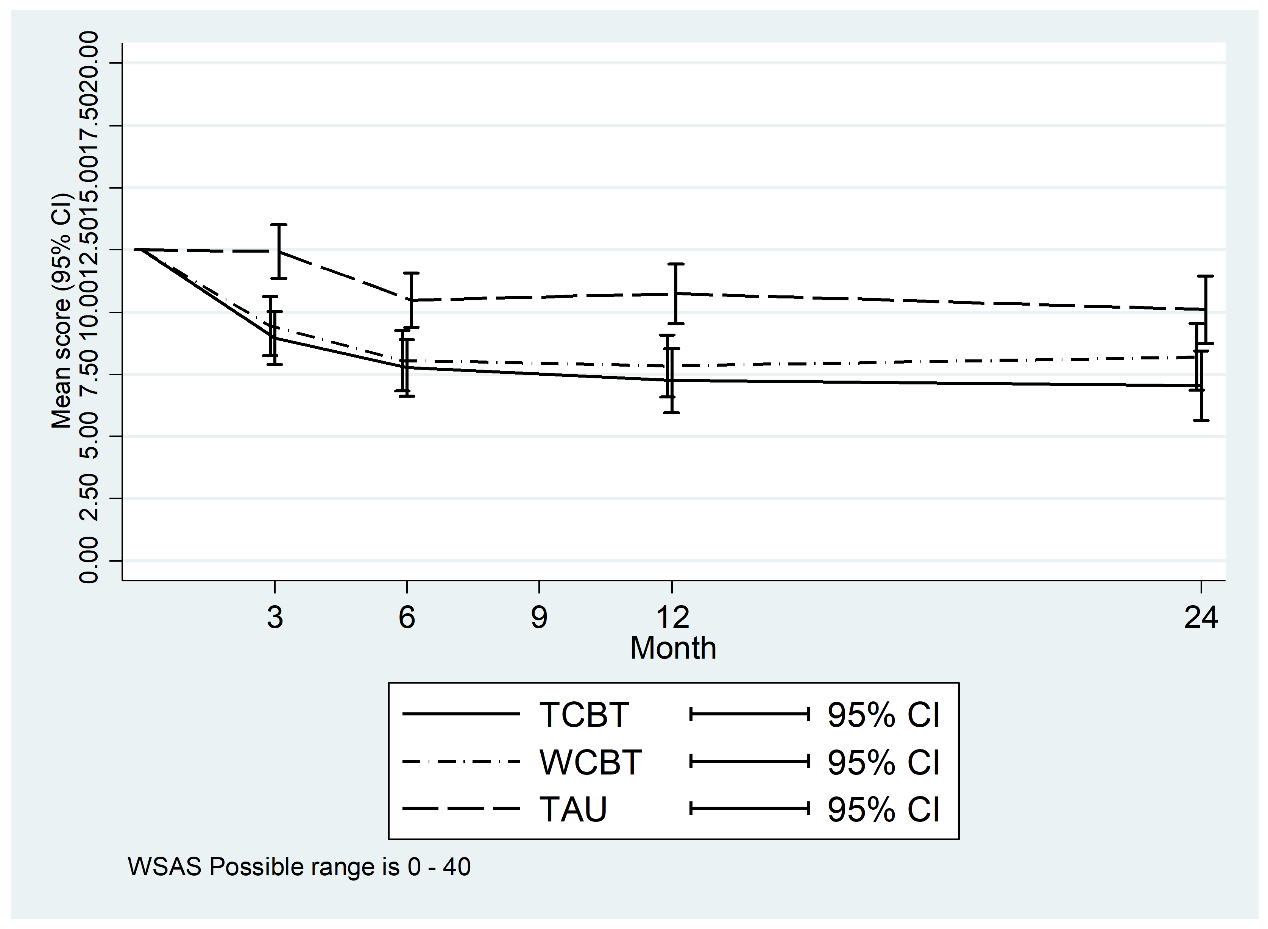 Mean score (95% CI)
20.00
17.50
15.00
12.50
10.00
7.50
5.00
2.50
0.00
3 6 9 12 24
Month
TCBT 95% CI
WCBT 95% CI
TAU 95% CI
WSAS Possible range is 0 - 40